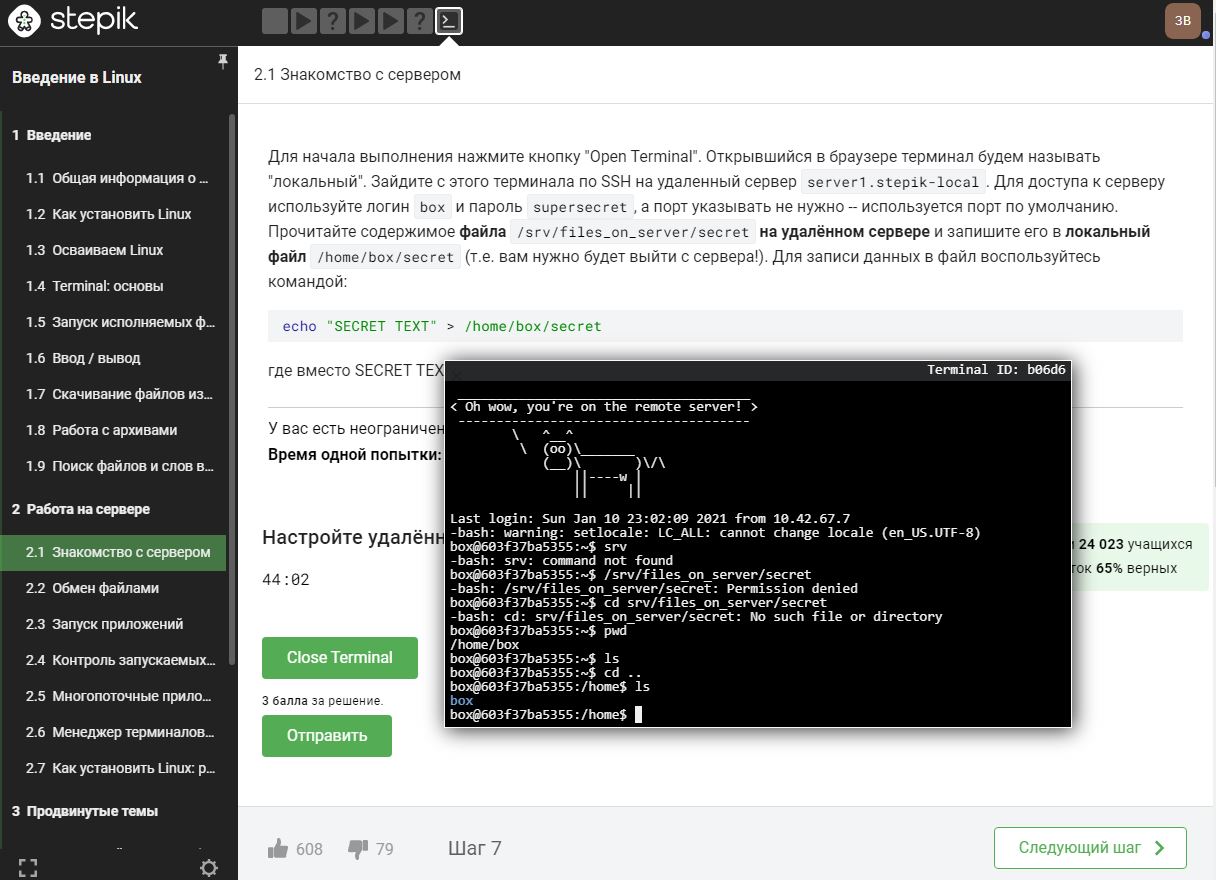 stepik
ЗВ
Введение в Linux
2.1 Знакомство с сервером
1 Введение
1.1 Общая информация о ...
1.2 Как установить Linux
1.3 Осваиваем Linux
1.4 Terminal: основы
1.5 Запуск исполняемых ф...
1.6 Ввод / вывод
1.7 Скачивание файлов из...
1.8 Работа с архивами
1.9 Поиск файлов и слов в...
2 Работа на сервере
2.1 Знакомство с сервером
2.2 Обмен файлами
2.3 Запуск приложений
2.4 Контроль запускаемых...
2.5 Многопоточные прило...
2.6 Менеджер терминалов...
2.7 Как установить Linux: р...
3 Продвинутые темы
Для начала выполнения нажмите кнопку "Open Terminal". Открывшийся в браузере терминал будем называть
"локальный". Зайдите с этого терминала по SSH на удаленный сервер server1.stepik-local. Для доступа к серверу
используйте логин box и пароль supersecret, а порт указывать не нужно -- используется порт по умолчанию.
Прочитайте содержимое файла /srv/files_on_server/secret на удалённом сервере и запишите его в локальный
файл /home/box/secret (т.е. вам нужно будет выйти с сервера!). Для записи данных в файл воспользуйтесь
командой:
echo "SECRET TEXT" > /home/box/secret
где вместо SECRET TEX
У вас есть неограничен
Время одной попытки:
Настройте удалённ
44:02
24 023 учащихся
ток 65% верных
Close Terminal
3 балла за решение.
Отправить
Terminal ID: b06d6
< Oh wow, you're on the remote server! >
-------------------------------------
\ ^__^
\ (oo)\_______
(__)\ )\/\
||----w |
|| ||
Last login: Sun Jan 10 23:02:09 2021 from 10.42.67.7
-bash: warning: setlocale: LC_ALL: cannot change locale (en_US.UTF-8)
box@603f37ba5355:~$ srv
-bash: srv: command not found
box@603f37ba5355:~$ /srv/files_on_server/secret
-bash: /srv/files_on_server/secret: Permission denied
box@603f37ba5355:~$ cd srv/files_on_server/secret
-bash: cd: srv/files_on_server/secret: No such file or directory
box@603f37ba5355:~$ pwd
/home/box
box@603f37ba5355:~$ ls
box@603f37ba5355:~$ cd ..
box@603f37ba5355:/home$ ls
box
box@603f37ba5355:/home$
608
79
Шаг 7
Следующий шаг